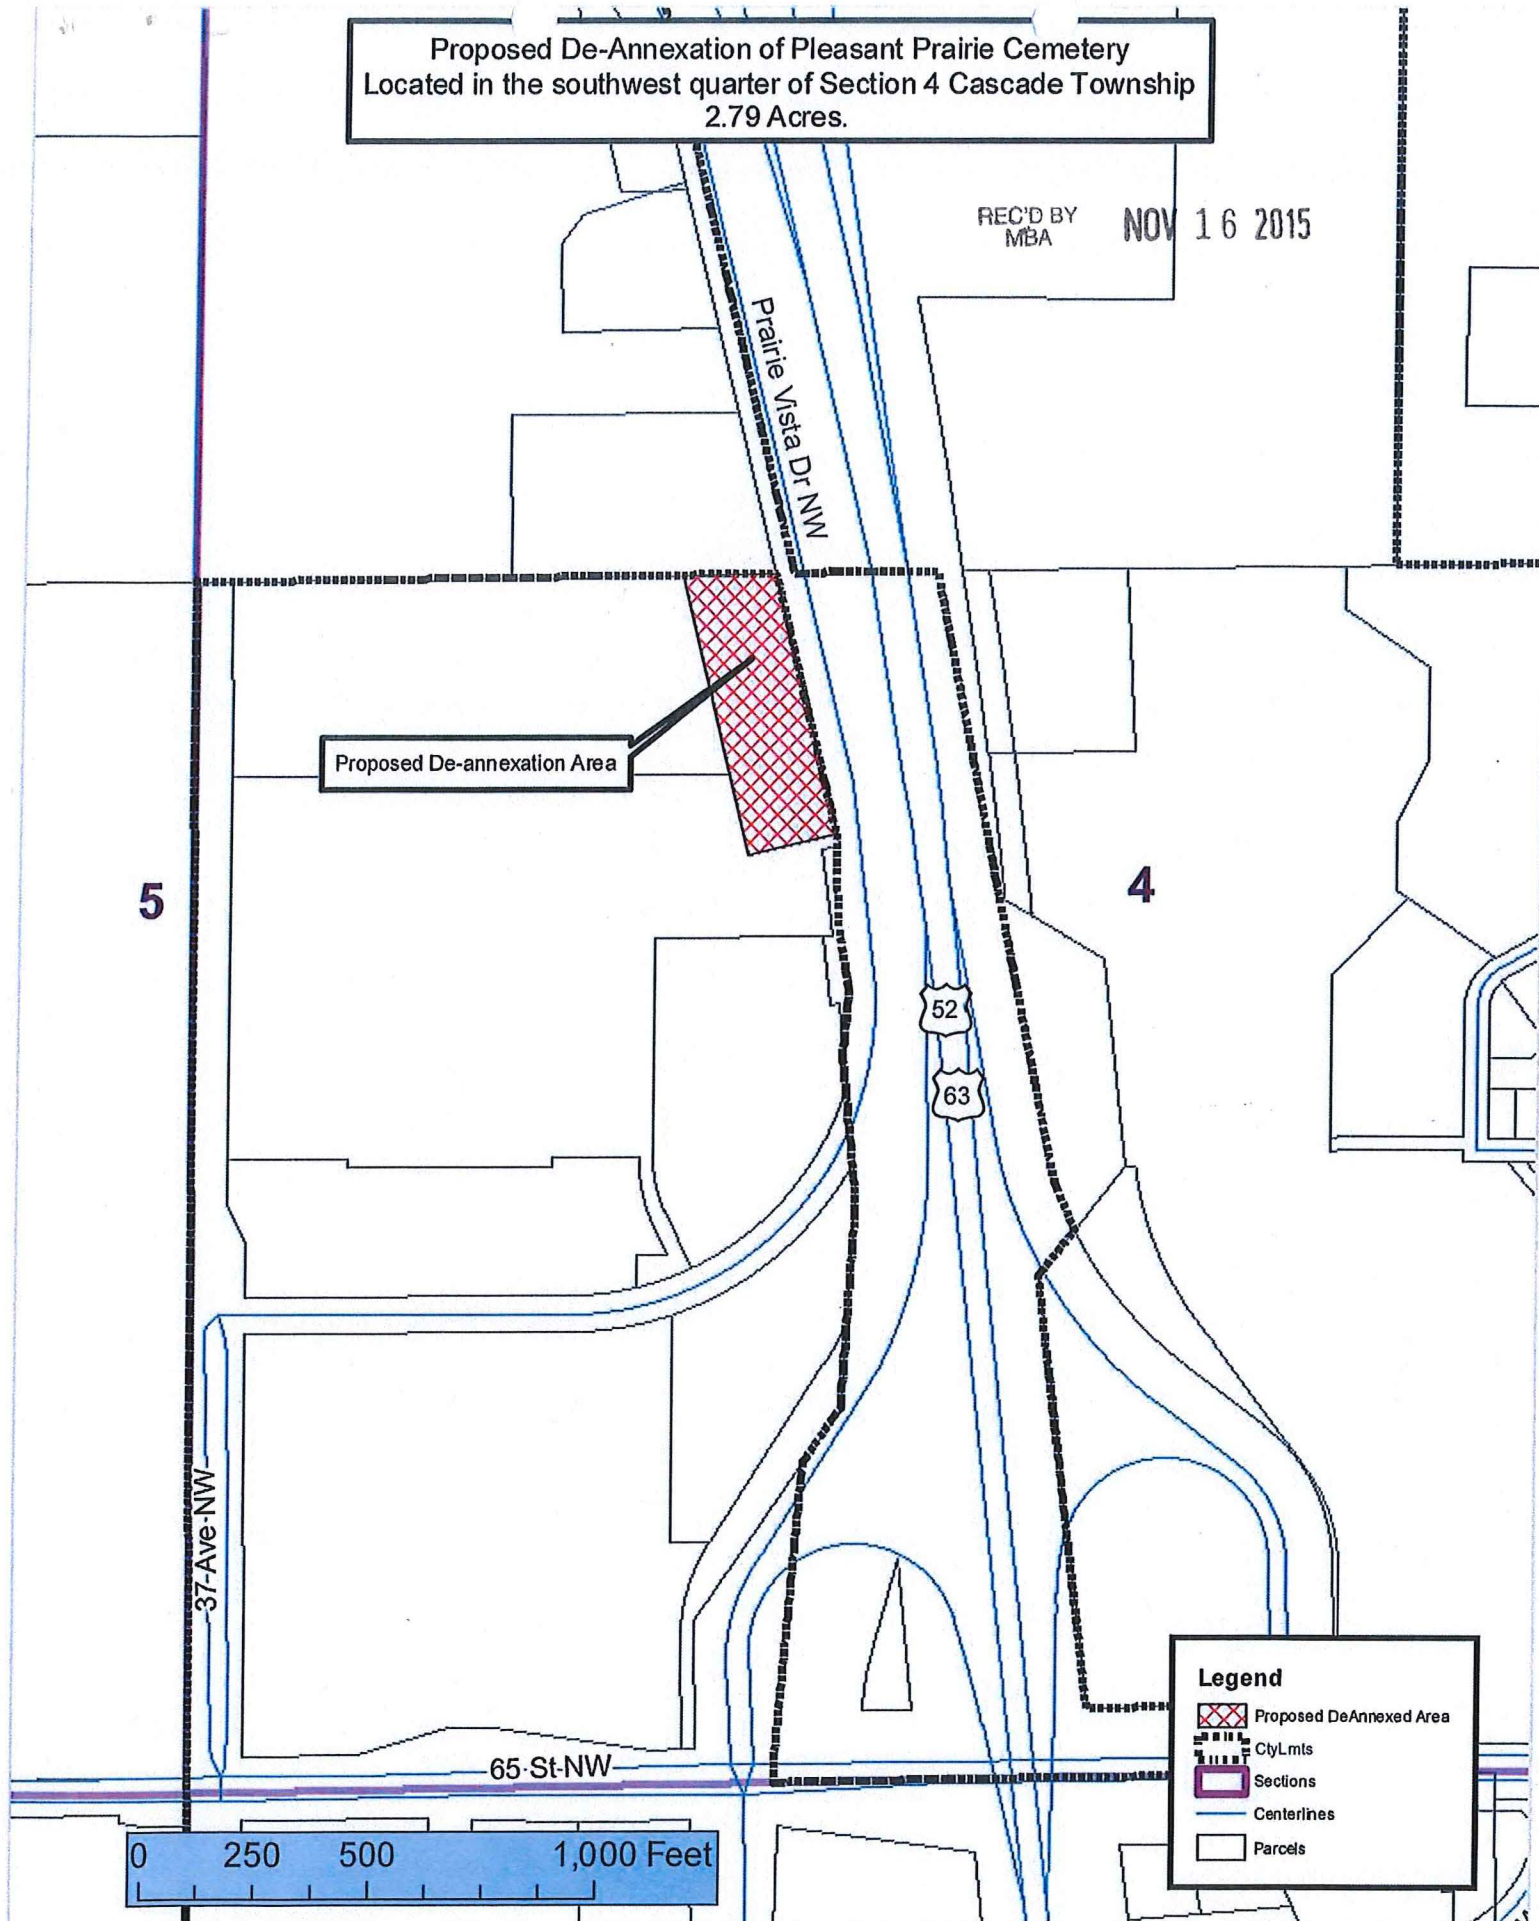 Proposed De-Annexation of Pleasant Prairie Cemetery
Located in the southwest quarter of Section 4 Cascade Township
2.79 Acres.
REC'D BY
MBA
NOV 16 2015
Prairie Vista Dr NW
Proposed De-annexation Area
5
4
52
63
37-Ave-NW
65-St-NW
Legend
Proposed DeAnnexed Area
CtyLmts
Sections
Centerlines
Parcels
0 250 500 1,000 Feet